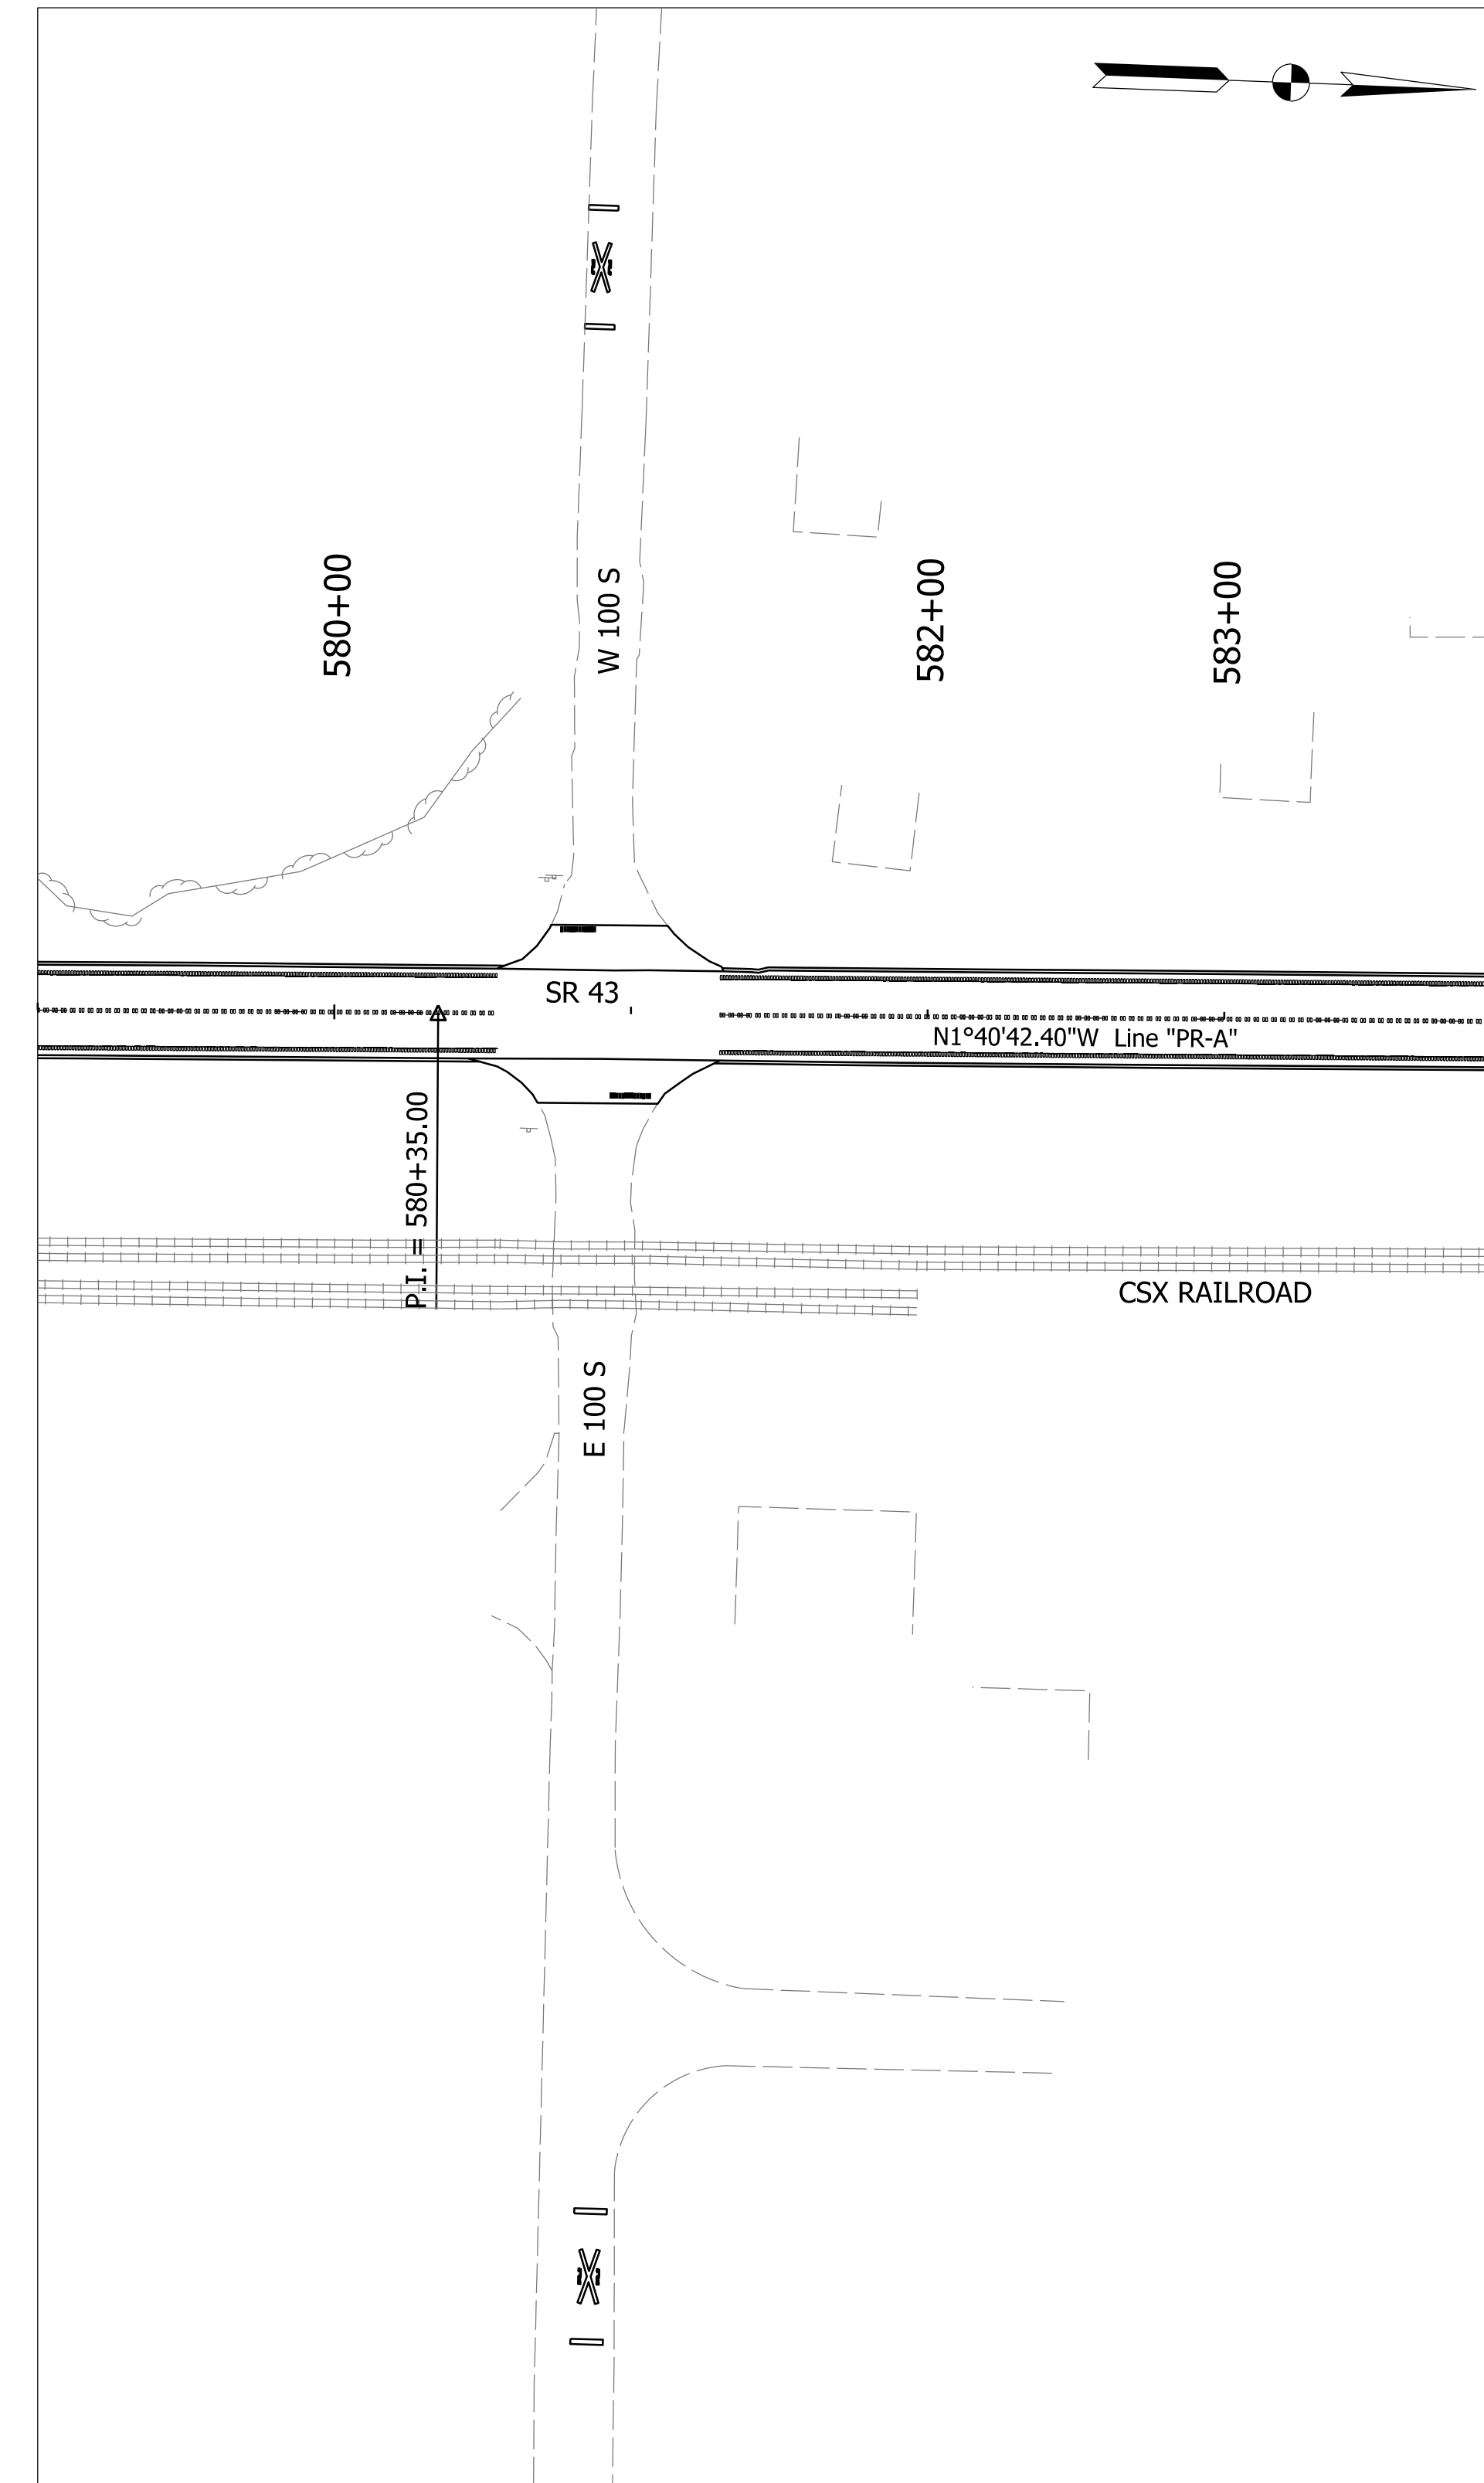 580+00
W 100 S
582+00
583+00
SR 43
N1°40'42.40"W Line "PR-A"
P.I. = 580+35.00
CSX RAILROAD
E 100 S